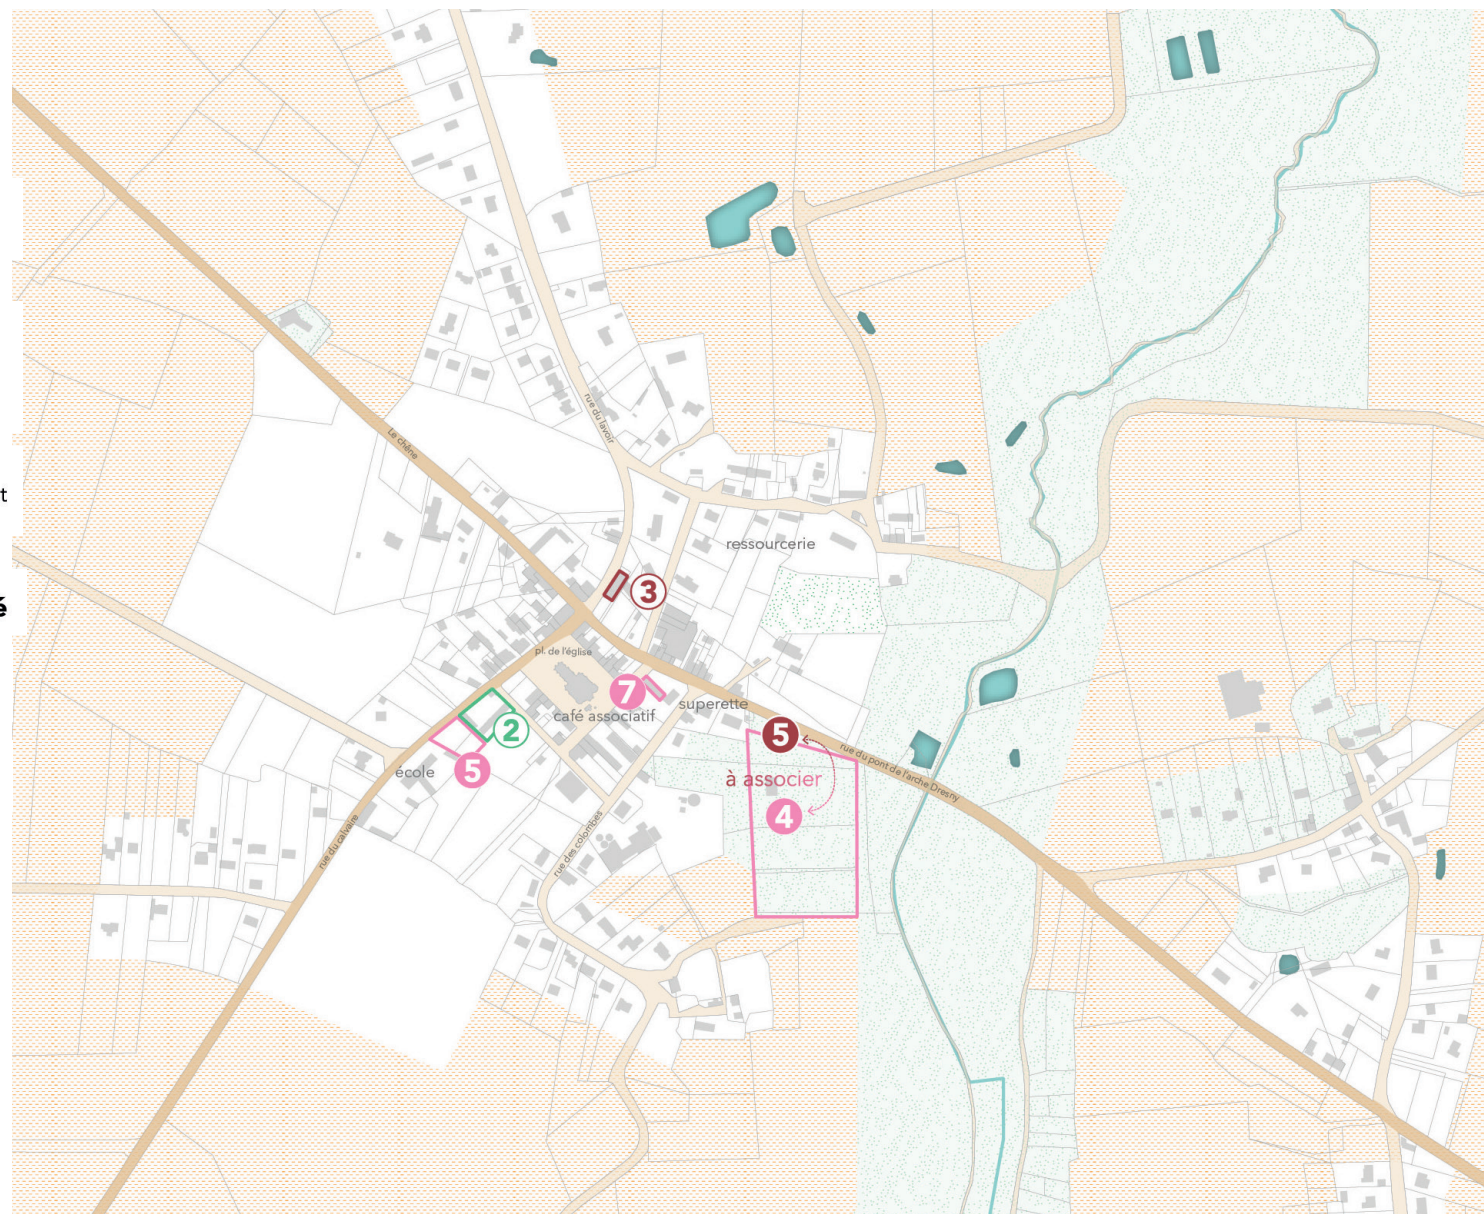 rue du lavoir
Le chêne
t
ressourcerie
3
é
pl. de l'église
7
superette
café associatif
2
5
rue du pont de l'arche Dresny
école
5
à associer
4
rue du calvaire
rue des colombes